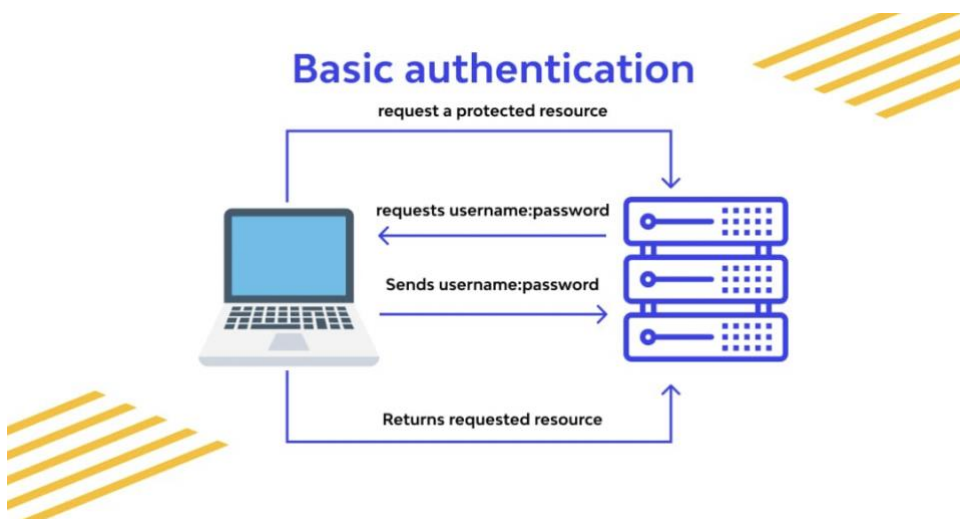 Basic authentication
request a protected resource
requests username:password
Sends username:password
Returns requested resource